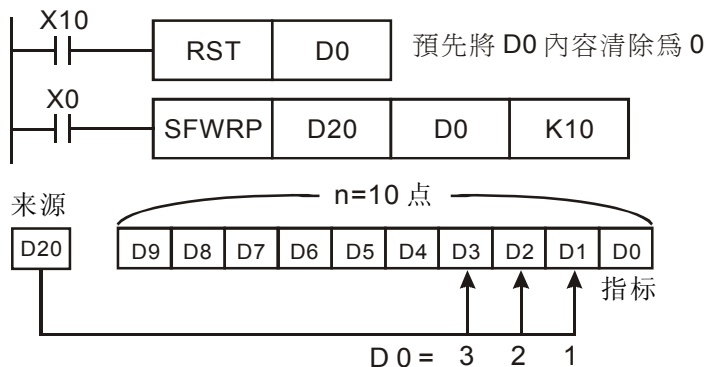 X10
RST D0 預先將 D0 內容清除爲 0
X0
SFWRP D20 D0 K10
n=10 点
来源
D20 D9 D8 D7 D6 D5 D4 D3 D2 D1 D0
指标
D 0 = 3 2 1